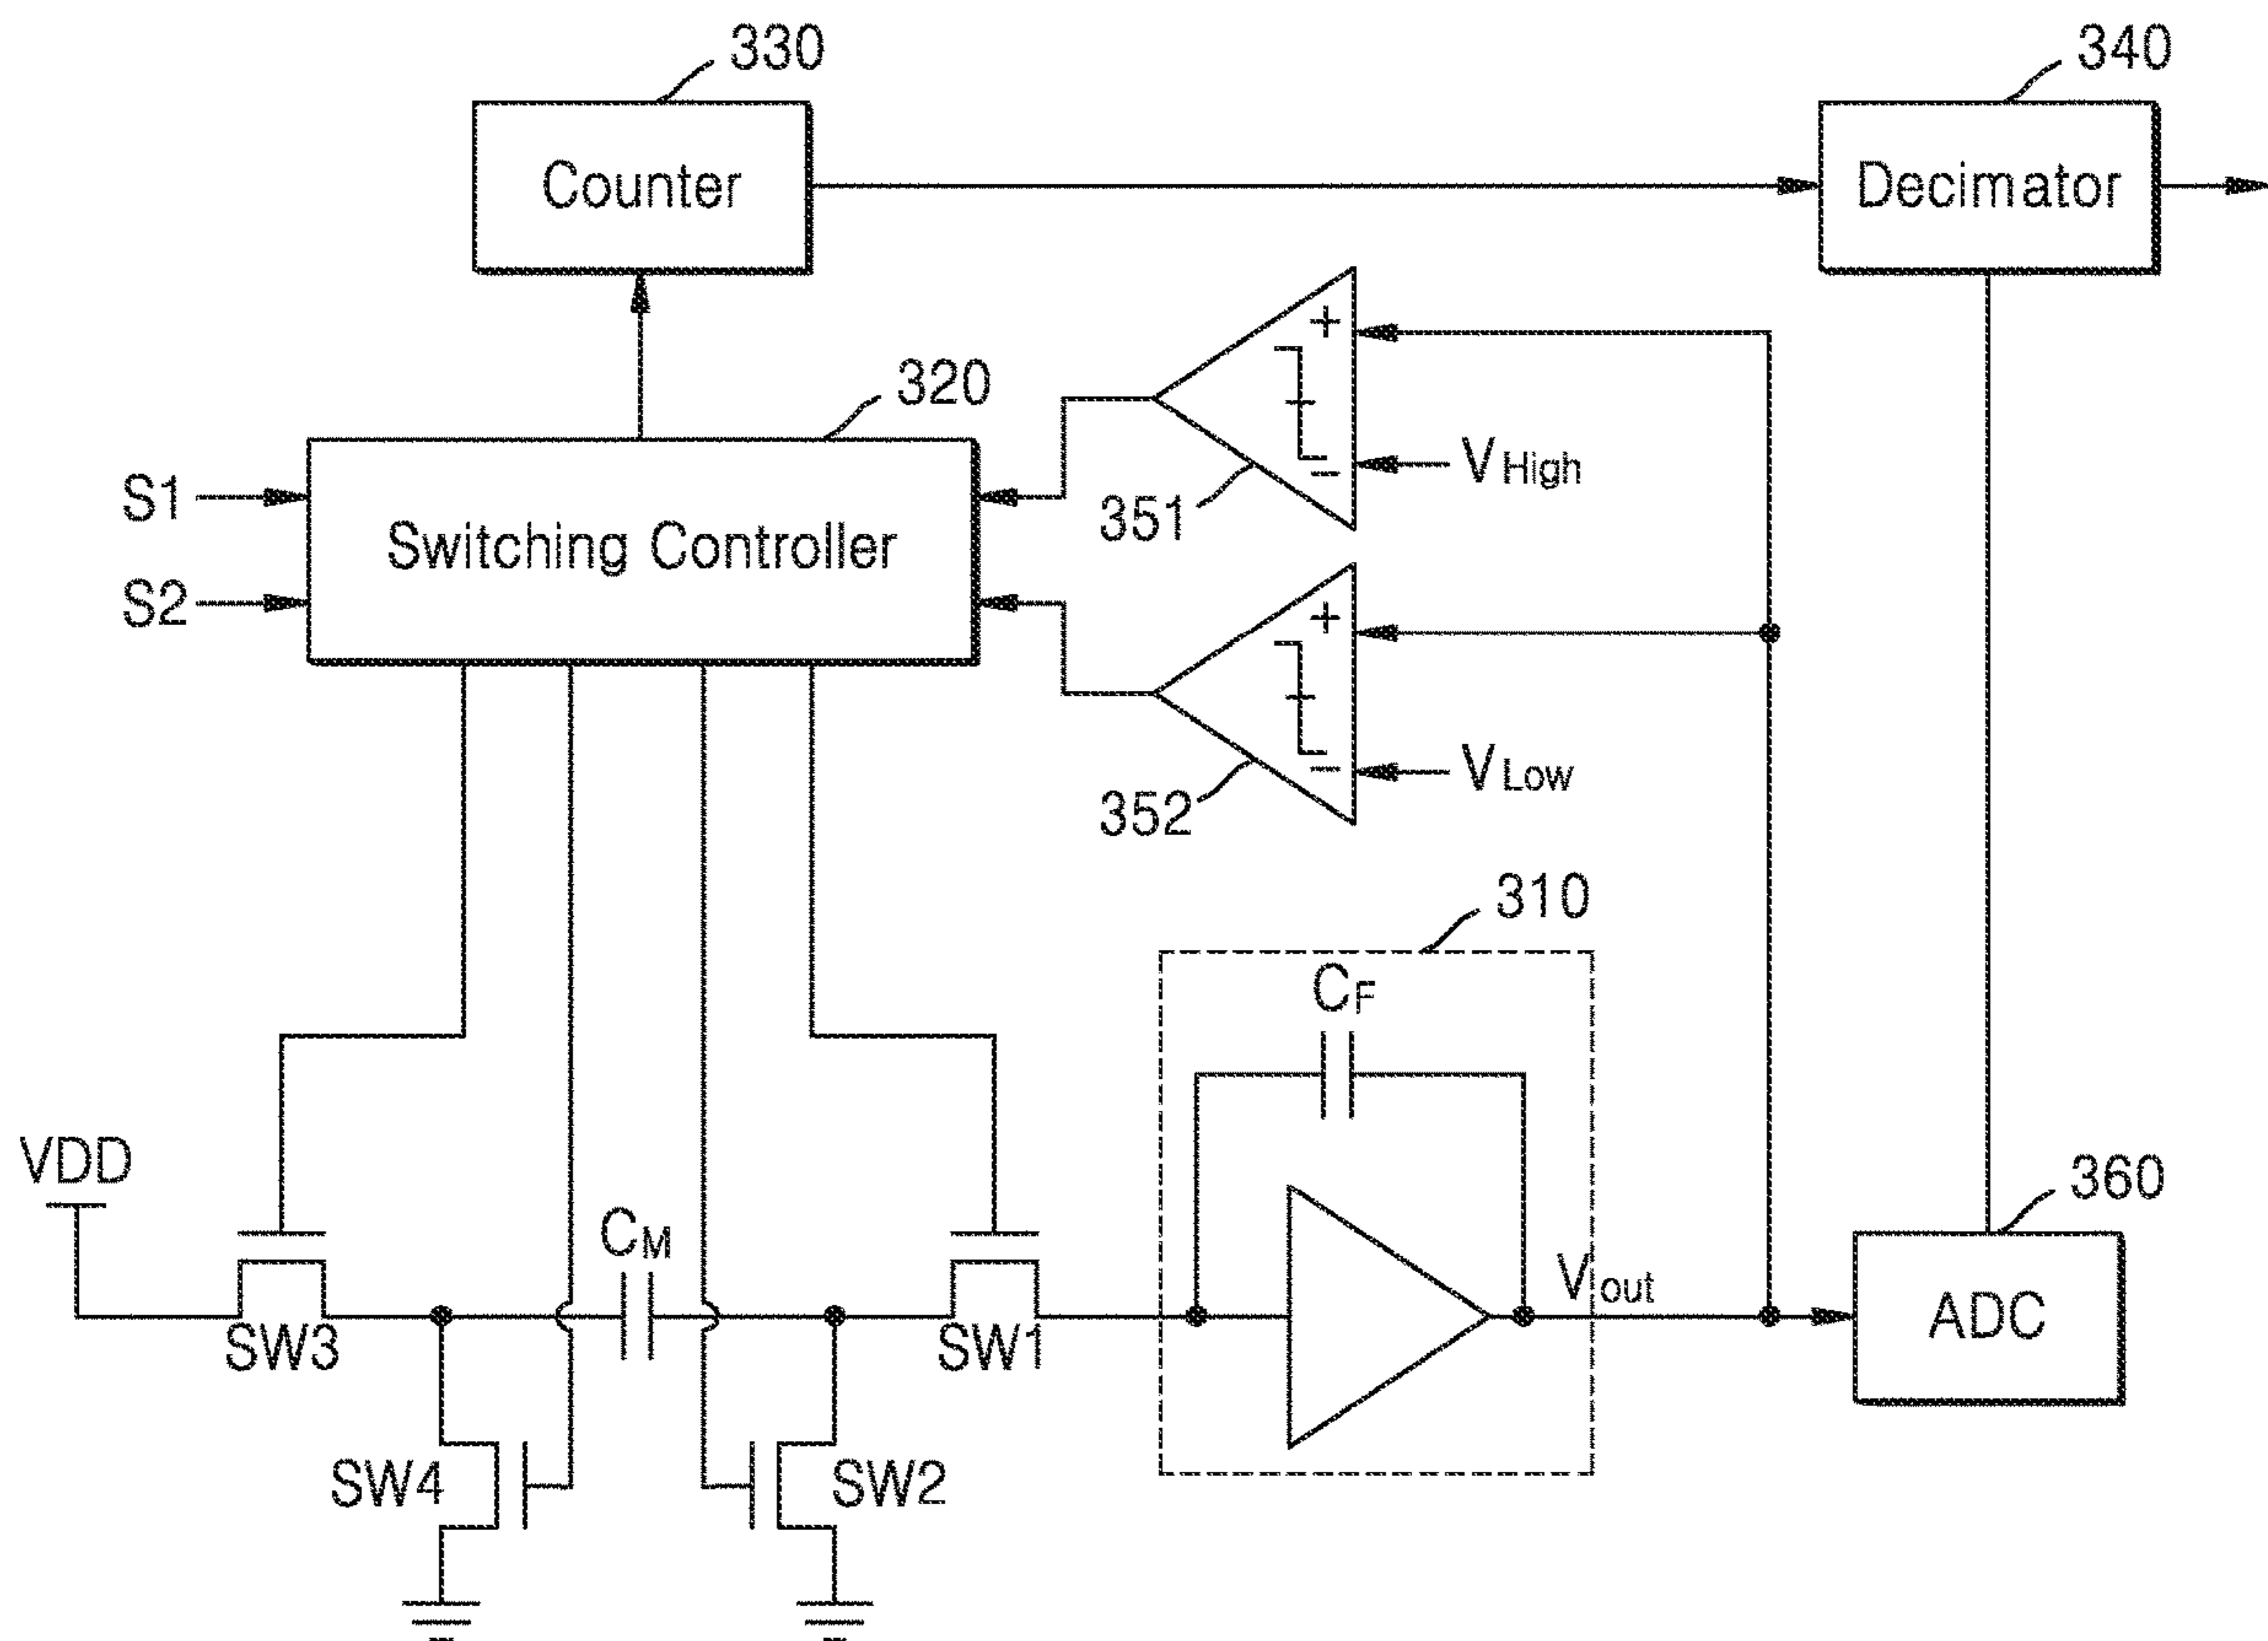 330
340
Counter
Decimator
+
320
S1
VHigh
−
351
Switching Controller
S2
+
VLow
−
352
310
CF
VDD
360
CM
Vout
ADC
SW3
SW1
SW4
SW2